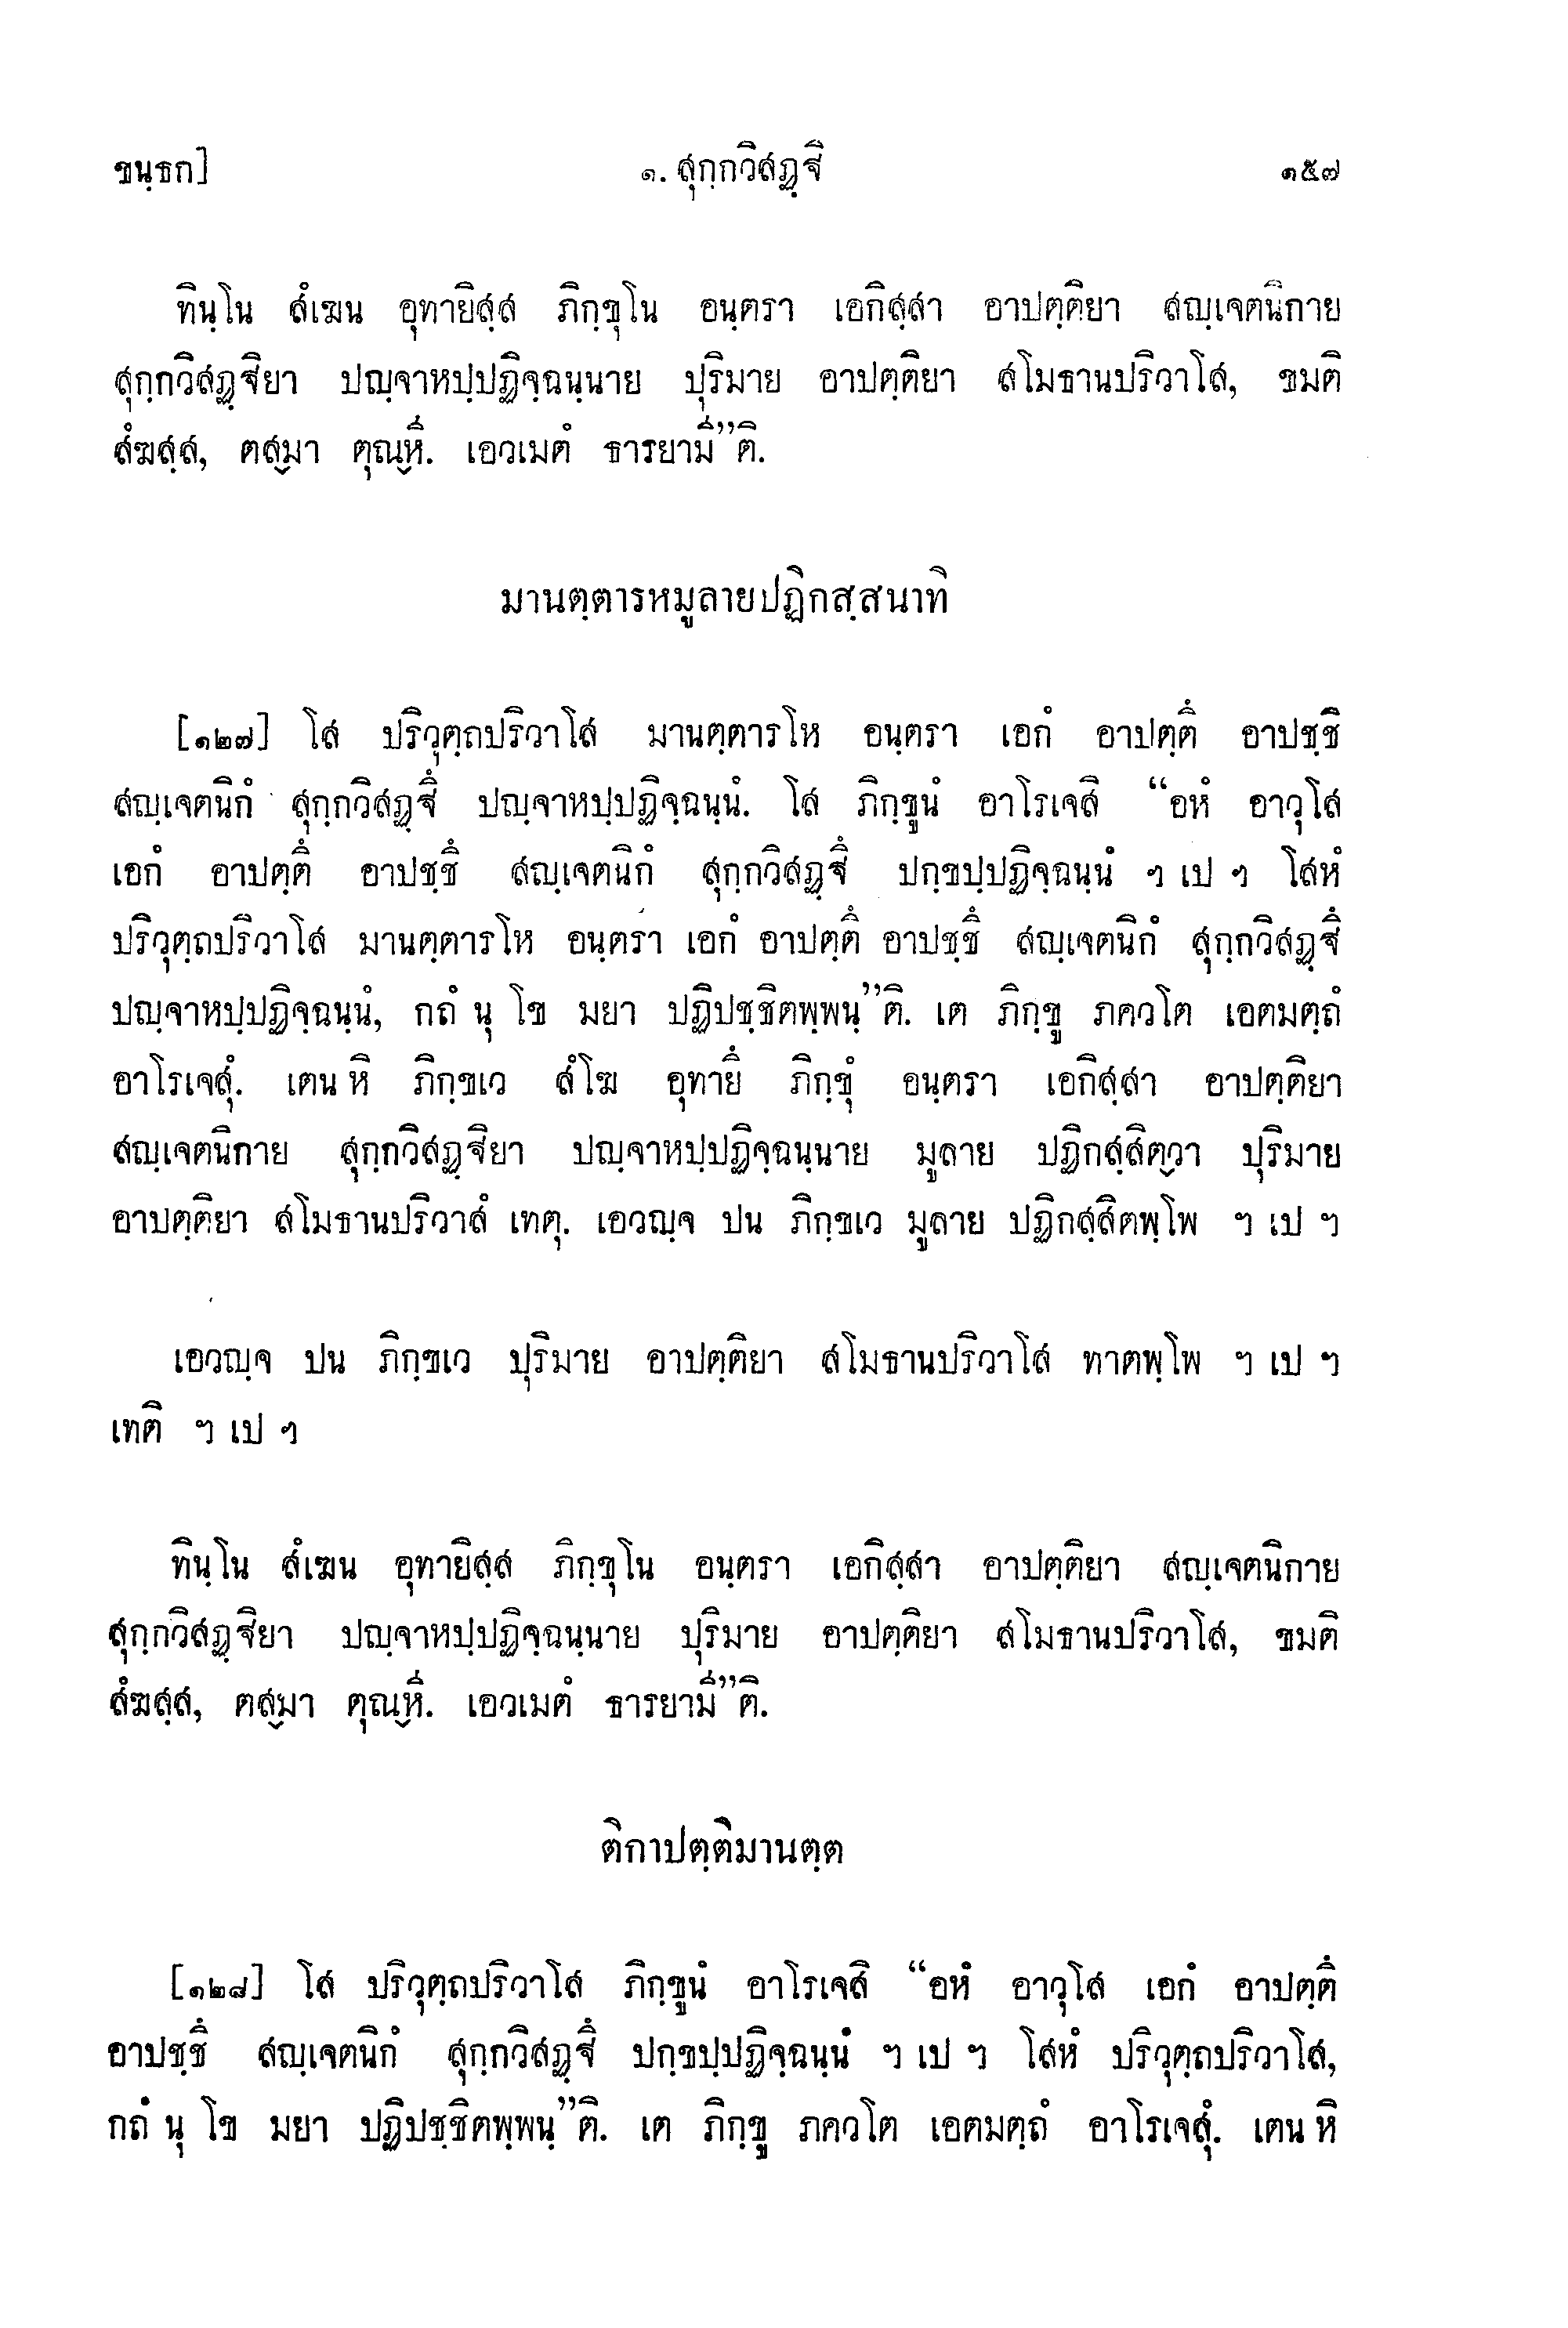 ขนฺธก]
๑. สุกฺกวิสฏฺฐิ
๑๕๗
ทินฺโน สํเฆน อุทายิสฺส ภิกฺขุโน อนฺตรา เอกิสฺสา อาปตฺติยา สญฺเจตนิกาย
สุกฺกวิสฏฺฐิยา ปญฺจาหปฺปฏิจฺฉนฺนาย ปุริมาย อาปตฺติยา สโมธานปริวาโส, ขมติ
สํฆสฺส, ตสฺมา ตุณฺหี. เอวเมตํ ธารยามี”ติ.
มานตฺตารหมูลายปฏิกสฺสนาทิ
[๑๒๗] โส ปริวุตฺถปริวาโส มานตฺตารโห อนฺตรา เอกํ อาปตฺตึ อาปชฺชิ
สญฺเจตนิกํ สุกฺกวิสฏฺฐึ ปญฺจาหปฺปฏิจฺฉนฺนํ. โส ภิกฺขูนํ อาโรเจสิ “อหํ อาวุโส
เอกํ อาปตฺตึ อาปชฺชึ สญฺเจตนิกํ สุกฺกวิสฏฺฐึ ปกฺขปฺปฏิจฺฉนฺนํ ฯ เป ฯ โสหํ
ปริวุตฺถปริวาโส มานตฺตารโห อนฺตรา เอกํ อาปตฺตึ อาปชฺชึ สญฺเจตนิกํ สุกฺกวิสฏฺฐึ
ปญฺจาหปฺปฏิจฺฉนฺนํ, กถํ นุ โข มยา ปฏิปชฺชิตพฺพนฺ”ติ. เต ภิกฺขู ภควโต เอตมตฺถํ
อาโรเจสุํ. เตน หิ ภิกฺขเว สํโฆ อุทายึ ภิกฺขุํ อนฺตรา เอกิสฺสา อาปตฺติยา
สญฺเจตนิกาย สุกฺกวิสฏฺฐิยา ปญฺจาหปฺปฏิจฺฉนฺนาย มูลาย ปฏิกสฺสิตฺวา ปุริมาย
อาปตฺติยา สโมธานปริวาสํ เทตุ. เอวญฺจ ปน ภิกฺขเว มูลาย ปฏิกสฺสิตพฺโพ ฯ เป ฯ
เอวญฺจ ปน ภิกฺขเว ปุริมาย อาปตฺติยา สโมธานปริวาโส ทาตพฺโพ ฯ เป ฯ
เทติ ฯ เป ฯ
ทินฺโน สํเฆน อุทายิสฺส ภิกฺขุโน อนฺตรา เอกิสฺสา อาปตฺติยา สญฺเจตนิกาย
สุกฺกวิสฏฺฐิยา ปญฺจาหปฺปฏิจฺฉนฺนาย ปุริมาย อาปตฺติยา สโมธานปริวาโส, ขมติ
สํฆสฺส, ตสฺมา ตุณฺหี. เอวเมตํ ธารยามี”ติ.
ติกาปตฺติมานตฺต
[๑๒๘] โส ปริวุตฺถปริวาโส ภิกฺขูนํ อาโรเจสิ “อหํ อาวุโส เอกํ อาปตฺตึ
อาปชฺชึ สญฺเจตนิกํ สุกฺกวิสฏฺฐึ ปกฺขปฺปฏิจฺฉนฺนํ ฯ เป ฯ โสหํ ปริวุตฺถปริวาโส,
กถํ นุ โข มยา ปฏิปชฺชิตพฺพนฺ”ติ. เต ภิกฺขู ภควโต เอตมตฺถํ อาโรเจสุํ. เตน หิ